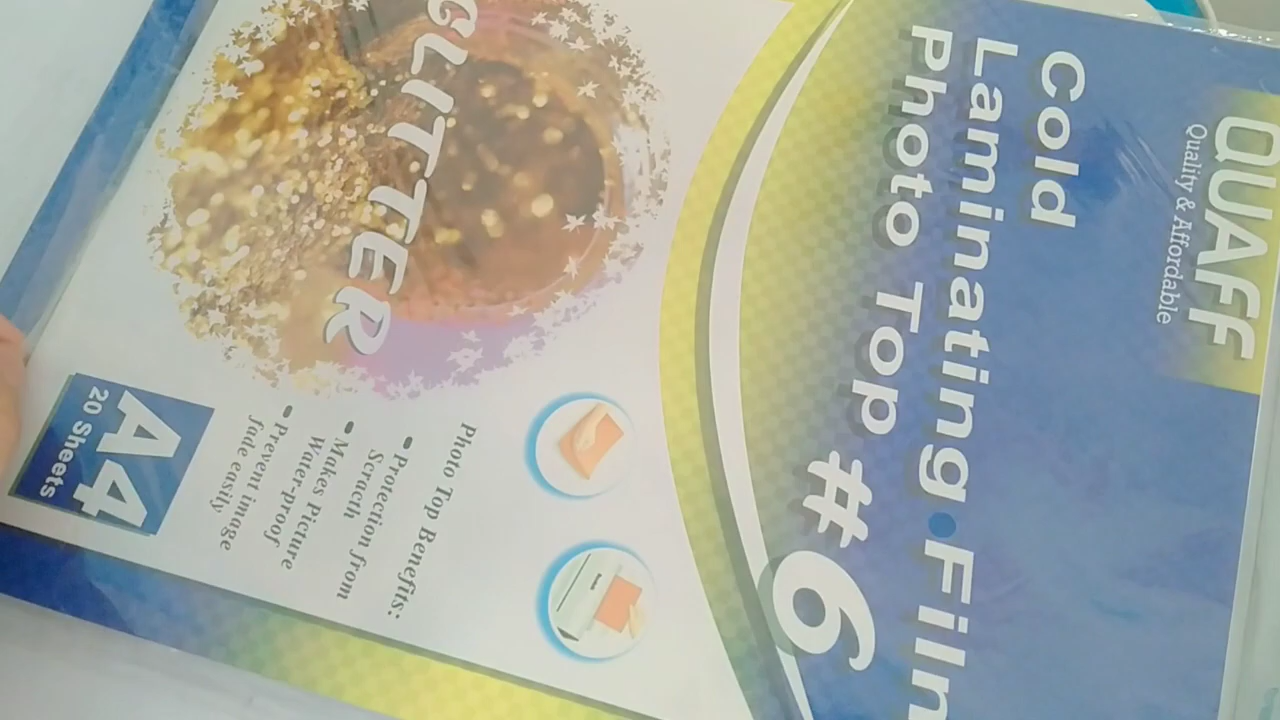 QUAFF
Quality & Affordable
Cold
Laminating•Film
Photo Top #6
GLITTER
Photo Top Benefits:
• Protection from
Scracth
• Makes Picture
Water-proof
• Prevent image
fade easily
A4
20 Sheets